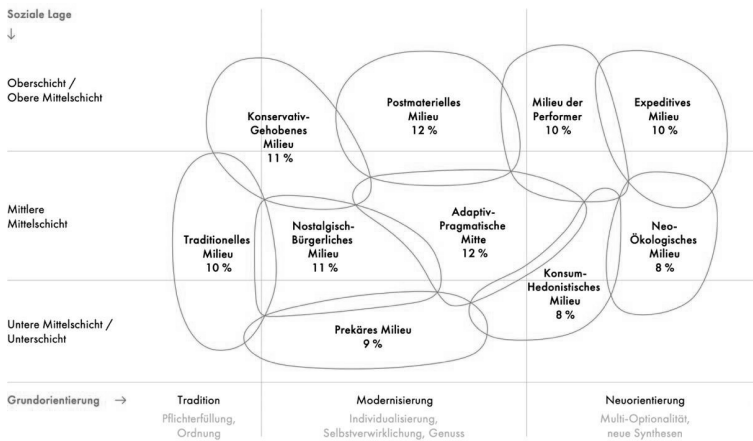 Soziale Lage
↓
Oberschicht /
Obere Mittelschicht
Konservativ-
Gehobenes
Milieu
11 %
Postmaterielles
Milieu
12 %
Milieu der
Performer
10 %
Expeditives
Milieu
10 %
Mittlere
Mittelschicht
Traditionelles
Milieu
10 %
Nostalgisch-
Bürgerliches
Milieu
11 %
Adaptiv-
Pragmatische
Mitte
12 %
Konsum-
Hedonistisches
Milieu
8 %
Neo-
Ökologisches
Milieu
8 %
Untere Mittelschicht /
Unterschicht
Prekäres Milieu
9 %
Grundorientierung →
Tradition
Pflichterfüllung,
Ordnung
Modernisierung
Individualisierung,
Selbstverwirklichung, Genuss
Neuorientierung
Multi-Optionalität,
neue Synthesen